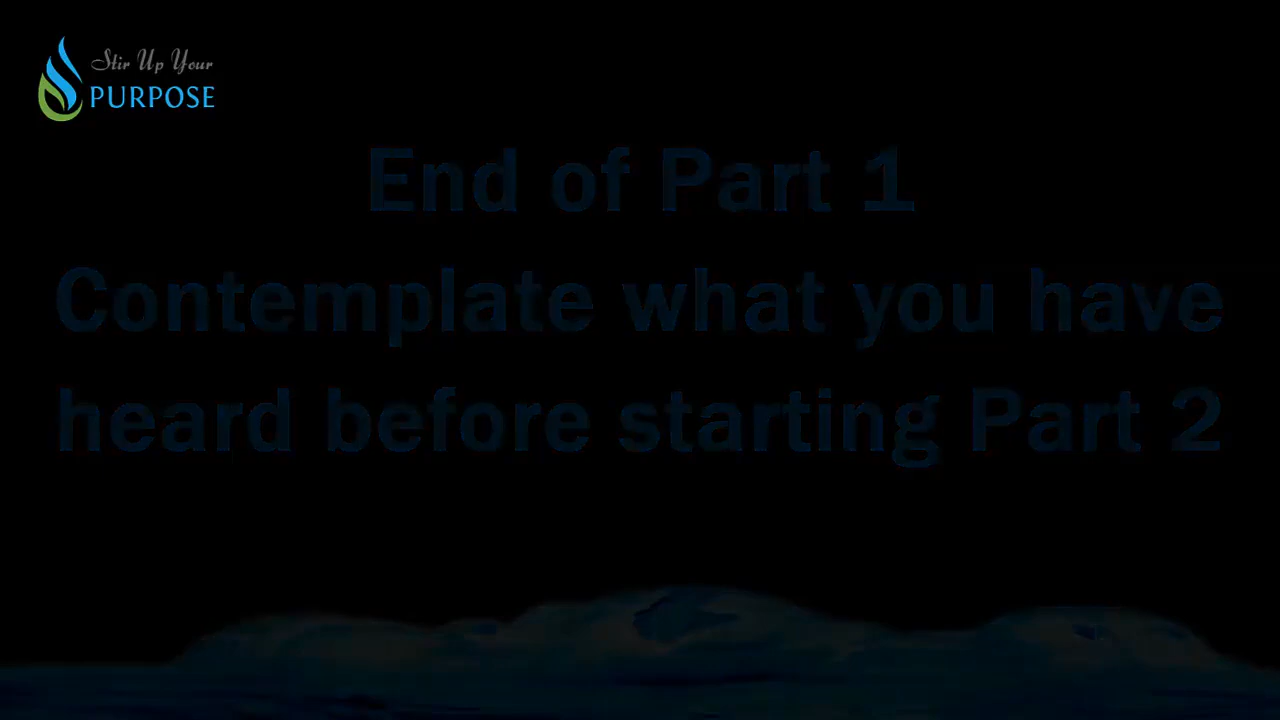 Stir Up Your
PURPOSE
End of Part 1
Contemplate what you have
heard before starting Part 2